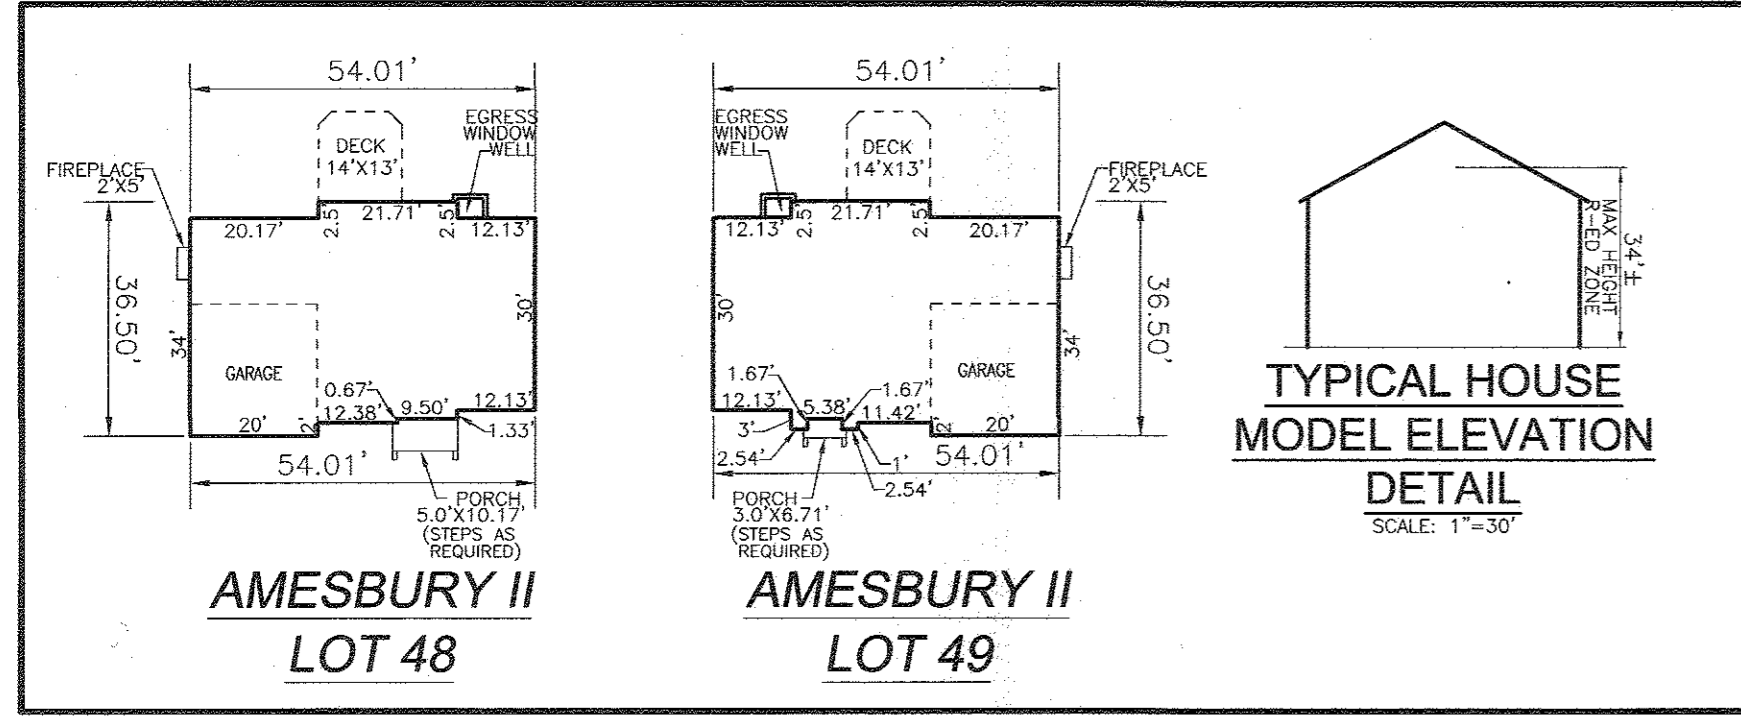 54.01'
EGRESS
WINDOW
WELL
DECK
14'X13'
FIREPLACE
2'X5'
20.17'
2.5'
21.71'
2.5'
12.13'
36.50'
34'
30'
GARAGE
0.67'
12.38'
9.50'
12.13'
20'
2'
1.33'
54.01'
PORCH
5.0'X10.17'
(STEPS AS
REQUIRED)
AMESBURY II
LOT 48
54.01'
EGRESS
WINDOW
WELL
DECK
14'X13'
FIREPLACE
2'X5'
12.13'
2.5'
21.71'
2.5'
20.17'
30'
34'
36.50'
GARAGE
1.67'
1.67'
12.13'
5.38'
11.42'
3'
2'
20'
2.54'
1'
54.01'
2.54'
PORCH
3.0'X6.71'
(STEPS AS
REQUIRED)
AMESBURY II
LOT 49
34'±
MAX HEIGHT
R-ED ZONE
TYPICAL HOUSE
MODEL ELEVATION
DETAIL
SCALE: 1"=30'